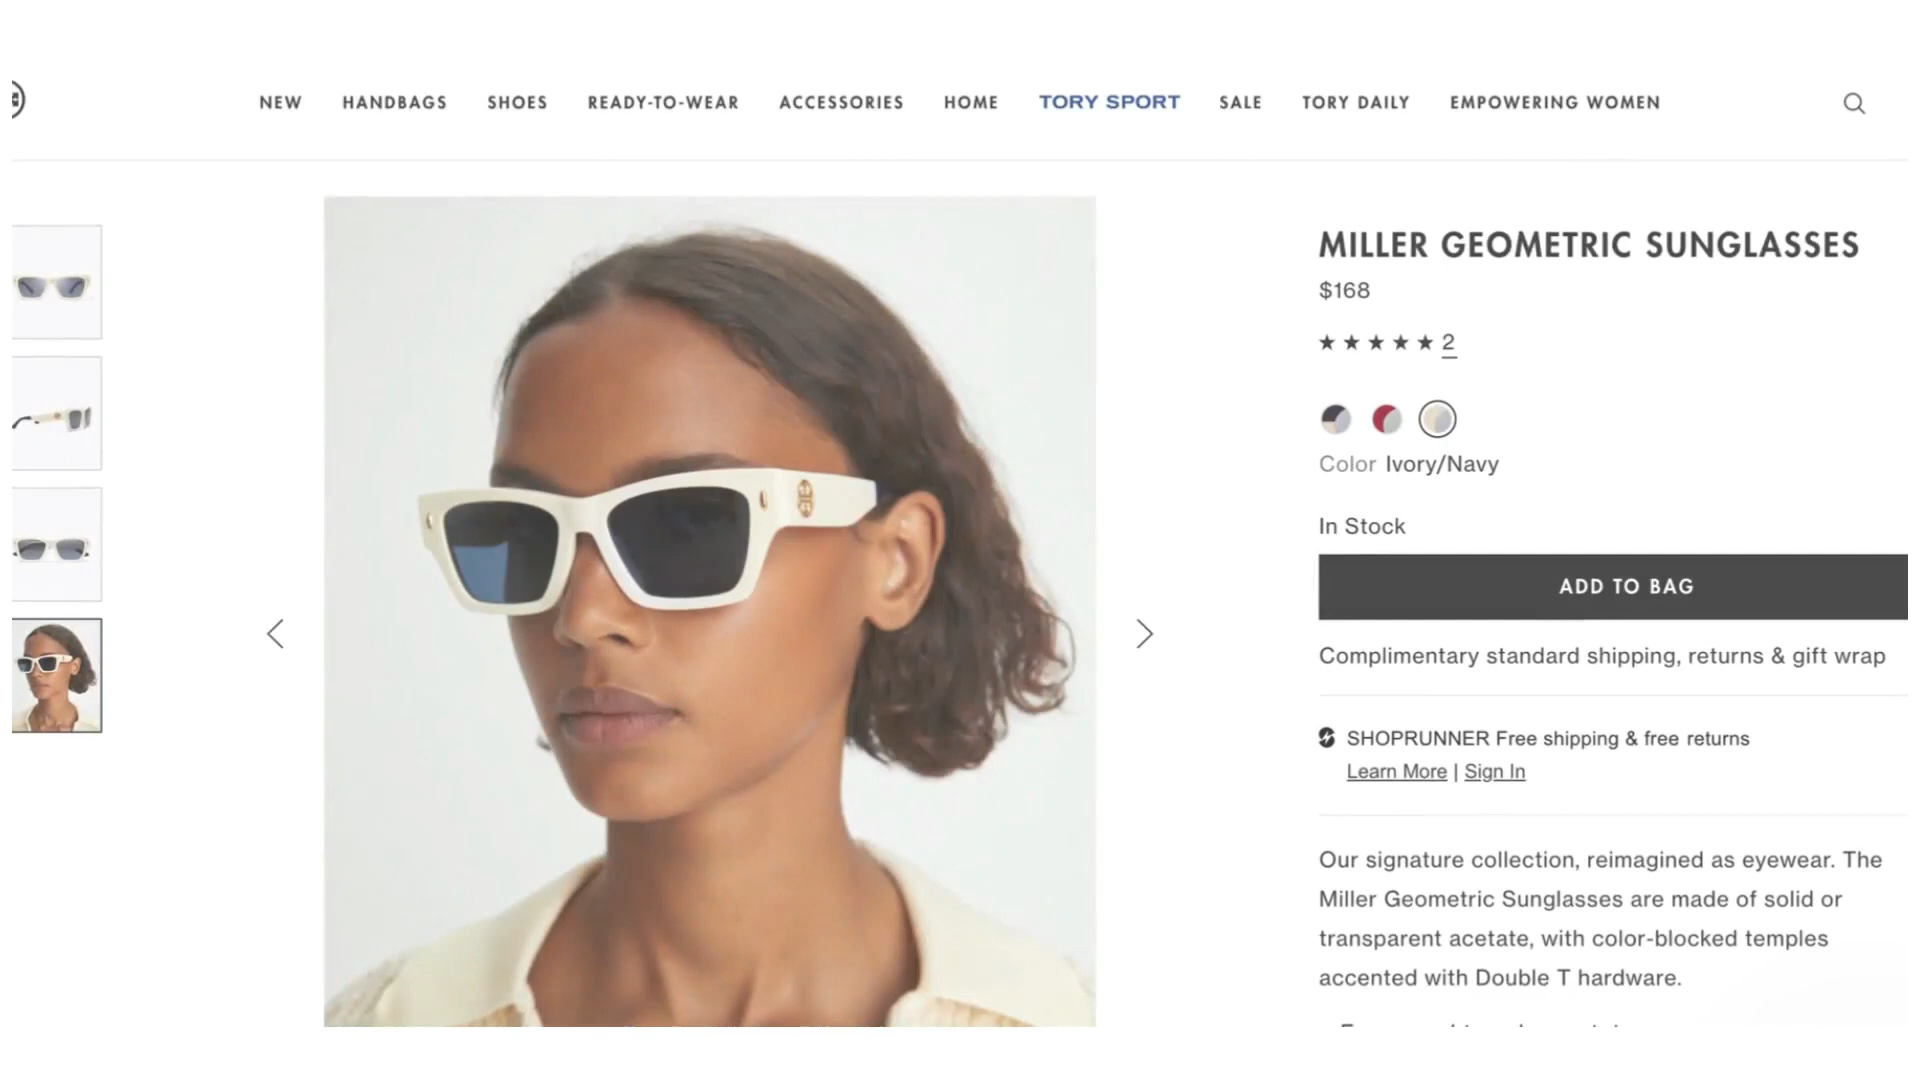 NEW HANDBAGS SHOES READY-TO-WEAR ACCESSORIES HOME TORY SPORT SALE TORY DAILY EMPOWERING WOMEN
MILLER GEOMETRIC SUNGLASSES
$168
★ ★ ★ ★ ★ 2
Color Ivory/Navy
In Stock
ADD TO BAG
Complimentary standard shipping, returns & gift wrap
SHOPRUNNER Free shipping & free returns
Learn More | Sign In
Our signature collection, reimagined as eyewear. The
Miller Geometric Sunglasses are made of solid or
transparent acetate, with color-blocked temples
accented with Double T hardware.